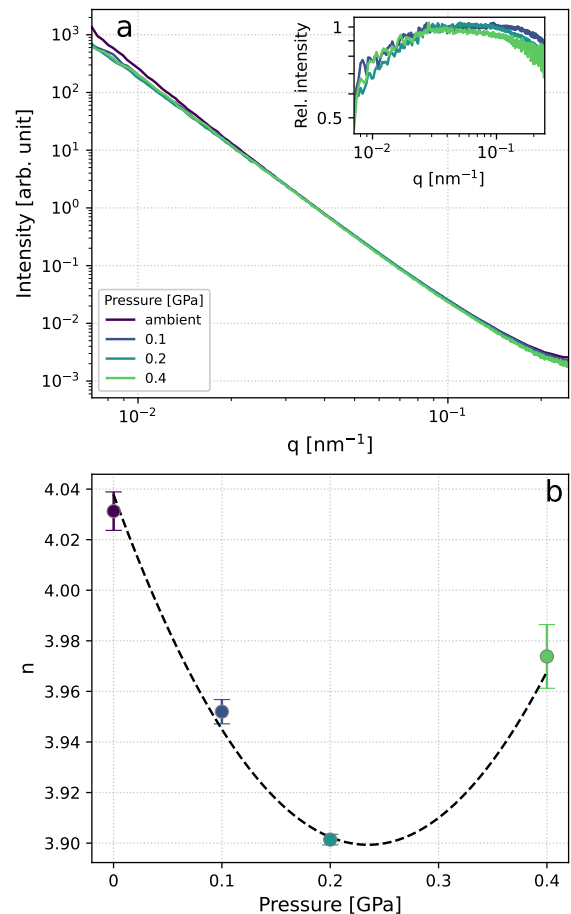 a
10³
10²
10¹
10⁰
10⁻¹
10⁻²
10⁻³
Intensity [arb. unit]
Pressure [GPa]
ambient
0.1
0.2
0.4
10⁻²
10⁻¹
q [nm⁻¹]
1
0.5
Rel. intensity
10⁻²
10⁻¹
q [nm⁻¹]
b
4.04
4.02
4.00
3.98
3.96
3.94
3.92
3.90
n
0
0.1
0.2
0.3
0.4
Pressure [GPa]